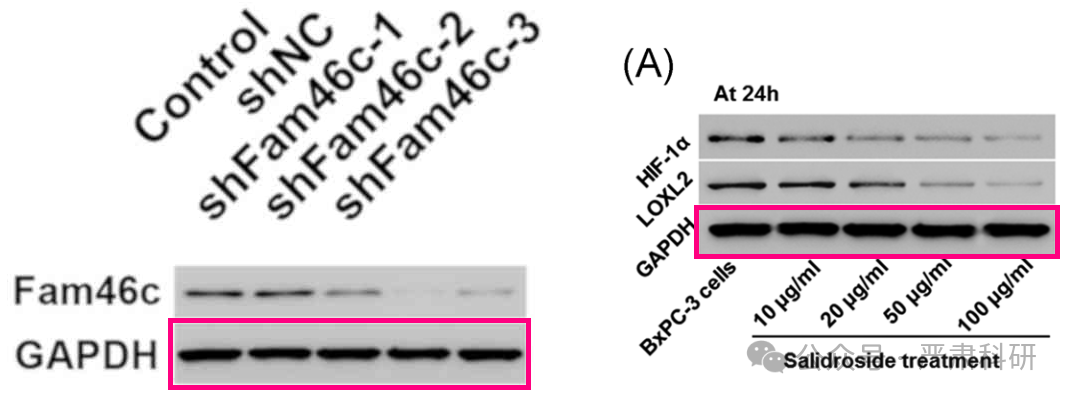 Control
shNC
shFam46c-1
shFam46c-2
shFam46c-3
Fam46c
GAPDH
(A)
At 24h
HIF-1α
LOXL2
GAPDH
BxPC-3 cells
10 µg/ml
20 µg/ml
50 µg/ml
100 µg/ml
Salidroside treatment
公众号 · 严肃科研